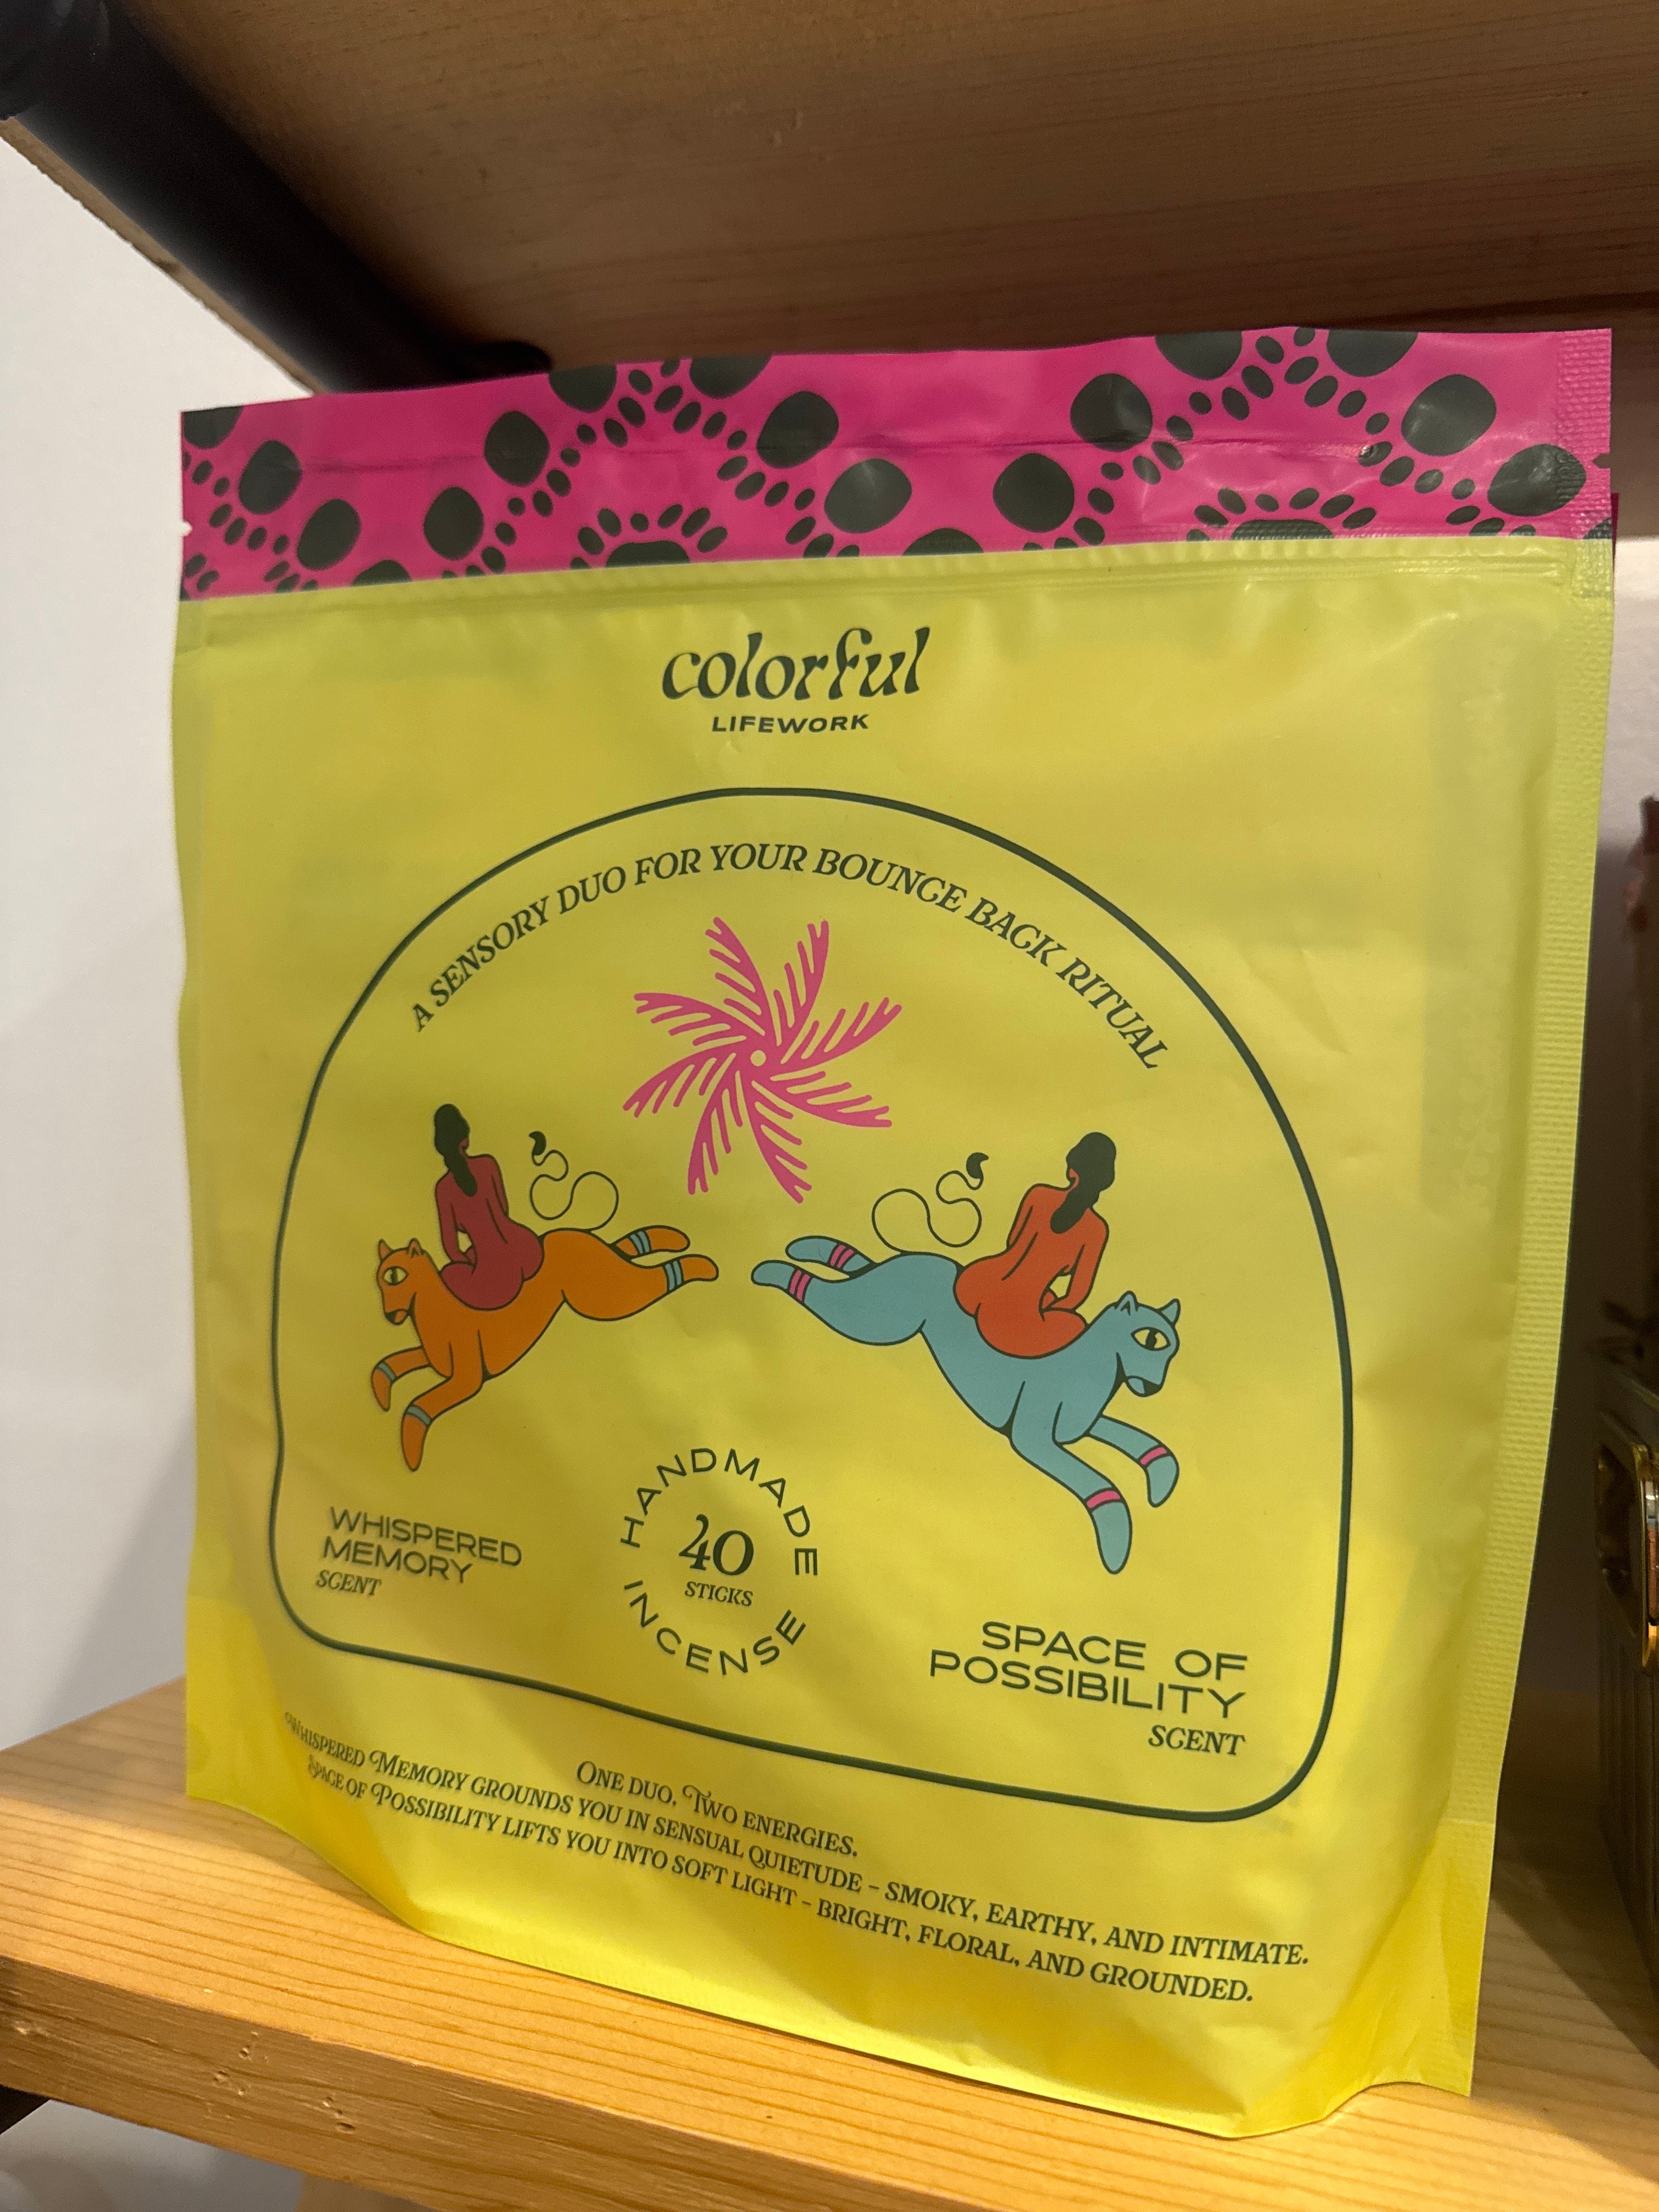 colorful
LIFEWORK
A SENSORY DUO FOR YOUR BOUNCE BACK RITUAL
WHISPERED
MEMORY
SCENT
HANDMADE
40
STICKS
INCENSE
SPACE OF
POSSIBILITY
SCENT
ONE DUO, TWO ENERGIES.
WHISPERED MEMORY GROUNDS YOU IN SENSUAL QUIETUDE – SMOKY, EARTHY, AND INTIMATE.
SPACE OF POSSIBILITY LIFTS YOU INTO SOFT LIGHT – BRIGHT, FLORAL, AND GROUNDED.